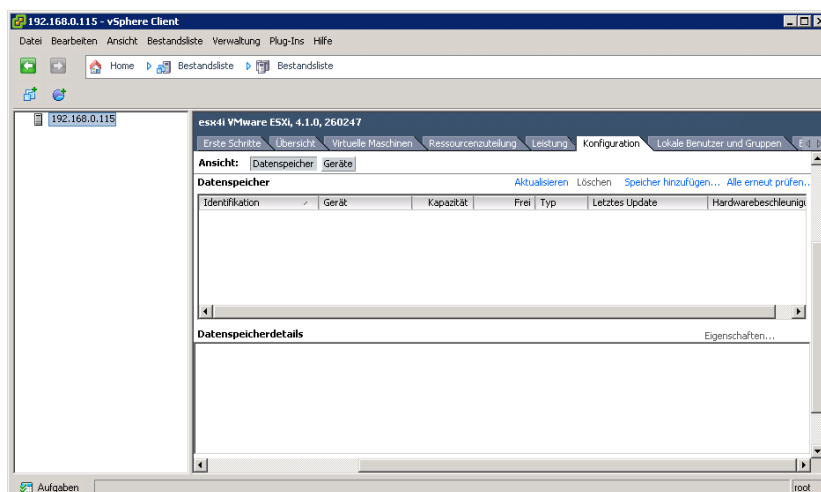 192.168.0.115 - vSphere Client
Datei Bearbeiten Ansicht Bestandsliste Verwaltung Plug-Ins Hilfe
Home Bestandsliste Bestandsliste
192.168.0.115
esx4i VMware ESXi, 4.1.0, 260247
Erste Schritte Übersicht Virtuelle Maschinen Ressourcenzuteilung Leistung Konfiguration Lokale Benutzer und Gruppen E
Ansicht: Datenspeicher Geräte
Datenspeicher Aktualisieren Löschen Speicher hinzufügen... Alle erneut prüfen..
Identifikation Gerät Kapazität Frei Typ Letztes Update Hardwarebeschleunigu
Datenspeicherdetails Eigenschaften...
Aufgaben root